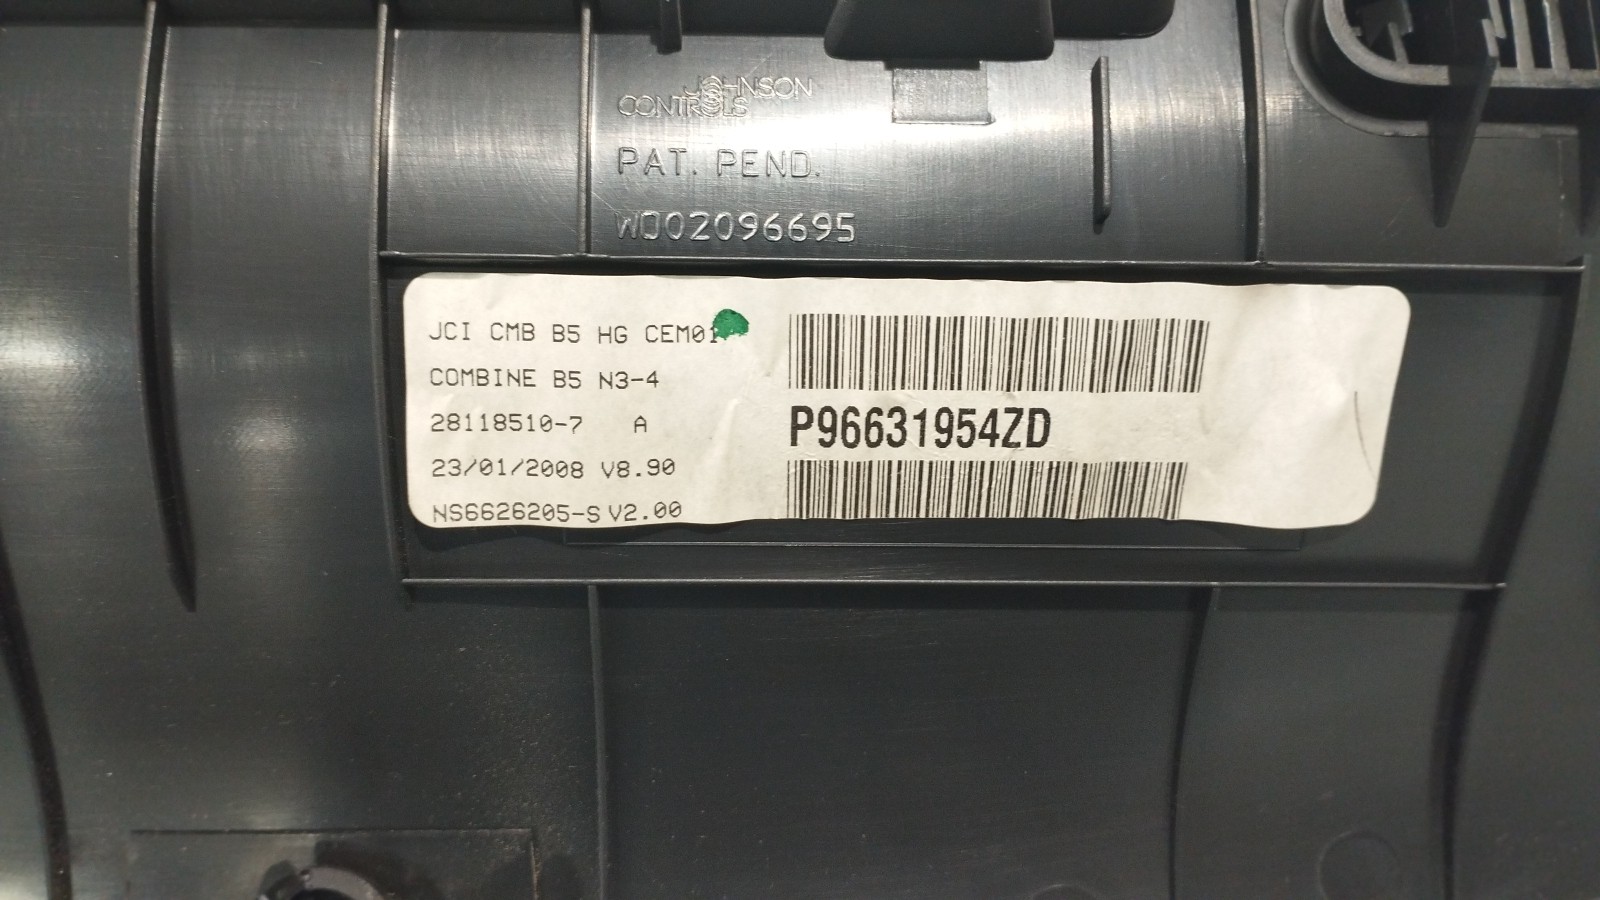 JOHNSON
CONTROLS
PAT. PEND.
WO02096695
JCI CMB B5 HG CEM01
COMBINE B5 N3-4
28118510-7 A
23/01/2008 V8.90
NS6626205-S V2.00
P96631954ZD